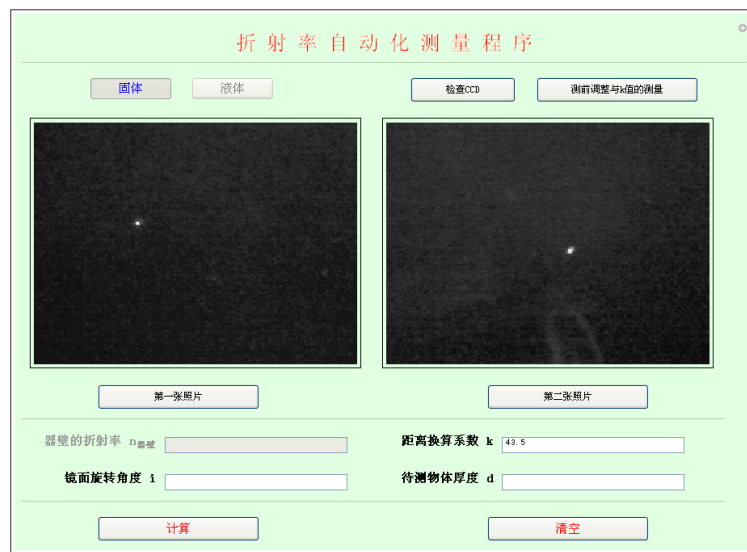 折射率自动化测量程序
固体 液体 检查CCD 测前调整与k值的测量
第一张照片 第二张照片
器壁的折射率 n器壁 距离换算系数 k 43.5
镜面旋转角度 i 待测物体厚度 d
计算 清空